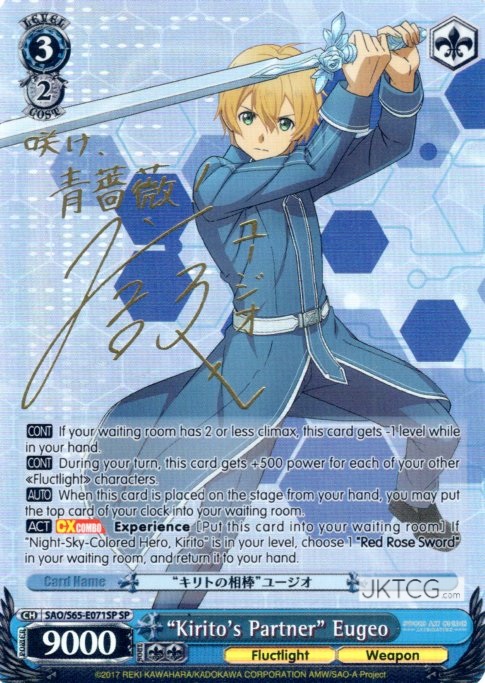 LEVEL
3
2
COST
咲け、
青薔薇!
ユージオ
CONT If your waiting room has 2 or less climax, this card gets -1 level while
in your hand.
CONT During your turn, this card gets +500 power for each of your other
«Fluctlight» characters.
AUTO When this card is placed on the stage from your hand, you may put
the top card of your clock into your waiting room.
ACT CXCOMBO Experience [Put this card into your waiting room] If
"Night-Sky-Colored Hero, Kirito" is in your level, choose 1 "Red Rose Sword"
in your waiting room, and return it to your hand.
Card Name
"キリトの相棒" ユージオ
JKTCG.com
CH SAO/S65-E071SP SP
POWER
9000
SOUL
"Kirito's Partner" Eugeo
Fluctlight
Weapon
©2017 REKI KAWAHARA/KADOKAWA CORPORATION AMW/SAO-A Project